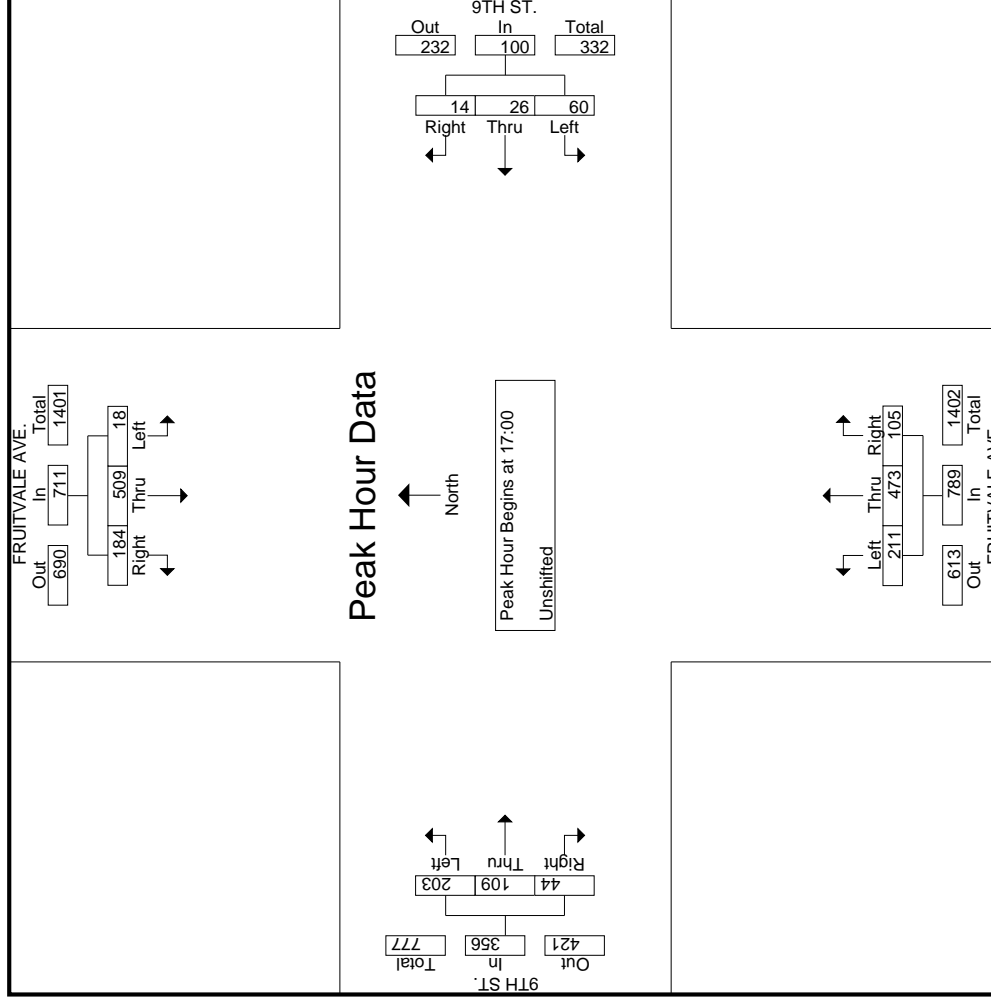 9TH ST.
Out In Total
232 100 332
14 26 60
Right Thru Left
FRUITVALE AVE.
Out In Total
690 711 1401
184 509 18
Right Thru Left
Peak Hour Data
North
Peak Hour Begins at 17:00
Unshifted
Left Thru Right
211 473 105
613 789 1402
Out In Total
FRUITVALE AVE.
Left Thru Right
203 109 44
777 356 421
Total In Out
9TH ST.